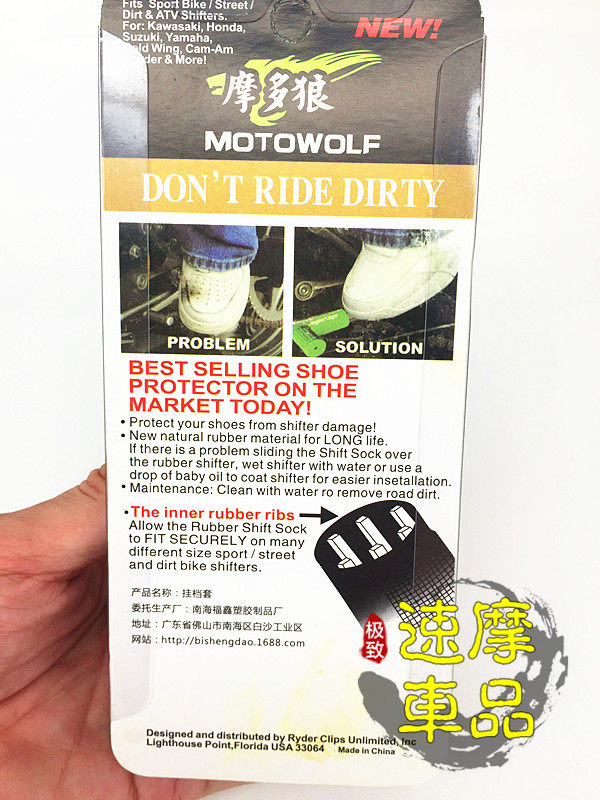 Fits Sport Bike / Street /
Dirt & ATV Shifters.
For: Kawasaki, Honda,
Suzuki, Yamaha,
ld Wing, Cam-Am
der & More!
NEW!
摩多狼
MOTOWOLF
DON'T RIDE DIRTY
PROBLEM
SOLUTION
BEST SELLING SHOE
PROTECTOR ON THE
MARKET TODAY!
• Protect your shoes from shifter damage!
• New natural rubber material for LONG life.
If there is a problem sliding the Shift Sock over
the rubber shifter, wet shifter with water or use a
drop of baby oil to coat shifter for easier insetallation.
• Maintenance: Clean with water ro remove road dirt.
• The inner rubber ribs
Allow the Rubber Shift Sock
to FIT SECURELY on many
different size sport / street
and dirt bike shifters.
产品名称：挂档套
委托生产厂：南海福鑫塑胶制品厂
地址：广东省佛山市南海区白沙工业区
网站：http://bishengdao.1688.com
极致
速摩
車品
Designed and distributed by Ryder Clips Unlimited, Inc
Lighthouse Point,Florida USA 33064 Made in China